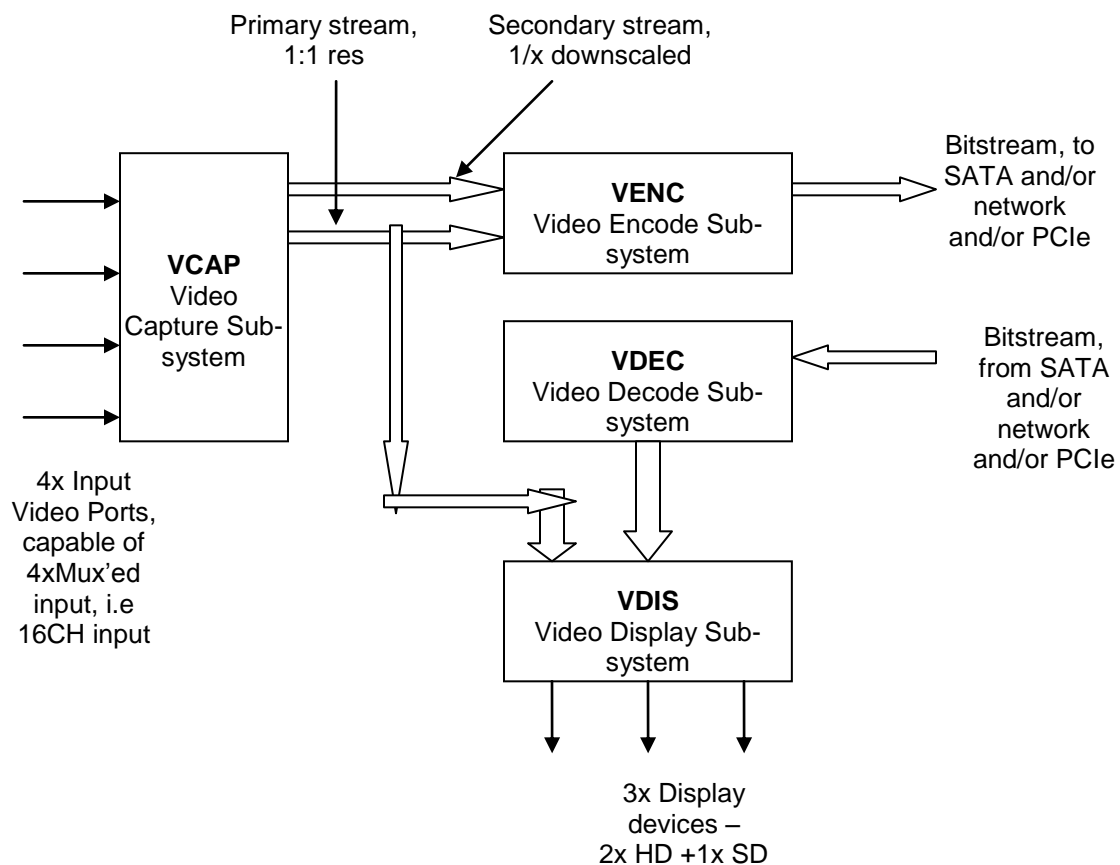 Primary stream,
1:1 res
Secondary stream,
1/x downscaled
VCAP
Video
Capture Sub-
system
VENC
Video Encode Sub-
system
Bitstream, to
SATA and/or
network
and/or PCIe
VDEC
Video Decode Sub-
system
Bitstream,
from SATA
and/or
network
and/or PCIe
4x Input
Video Ports,
capable of
4xMux’ed
input, i.e
16CH input
VDIS
Video Display Sub-
system
3x Display
devices –
2x HD +1x SD